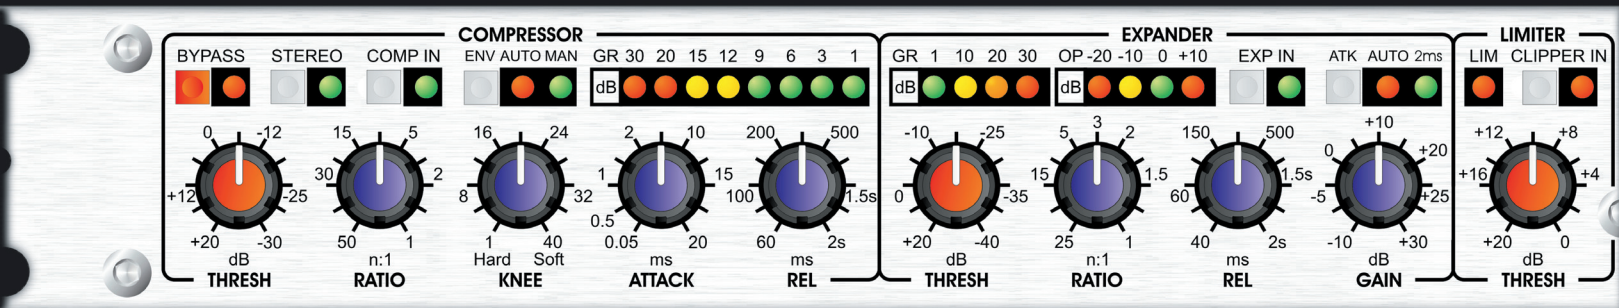 COMPRESSOR EXPANDER LIMITER
BYPASS STEREO COMP IN ENV AUTO MAN GR 30 20 15 12 9 6 3 1 GR 1 10 20 30 OP -20 -10 0 +10 EXP IN ATK AUTO 2ms LIM CLIPPER IN
dB dB dB
0 -12 15 5 16 24 2 10 200 500 -10 -25 5 3 2 150 500 0 +10 +20 +12 +8
+12 -25 30 2 8 32 1 15 100 1.5s 0 -35 15 1.5 60 1.5s -5 +25 +16 +4
0.5
+20 -30 50 1 1 40 0.05 20 60 2s +20 -40 25 1 40 2s -10 +30 +20 0
dB n:1 Hard Soft ms ms dB n:1 ms dB dB
THRESH RATIO KNEE ATTACK REL THRESH RATIO REL GAIN THRESH